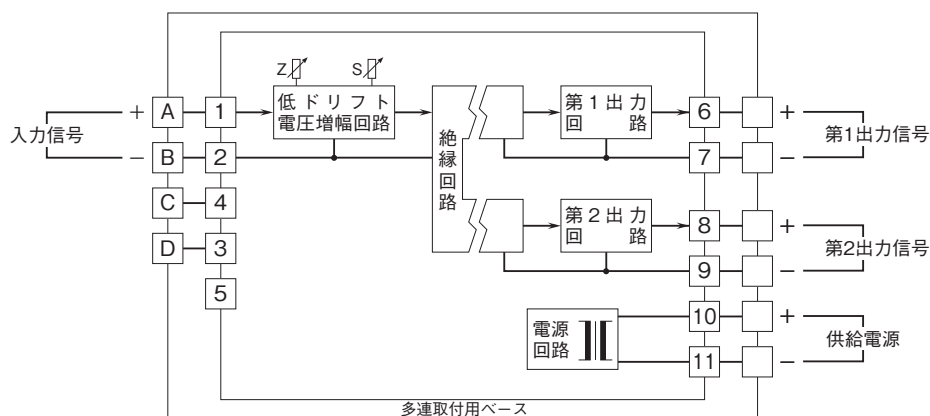 Z S
低ドリフト
電圧増幅回路
入力信号
+ A 1
− B 2
C 4
D 3
5
絶縁回路
第1出力
回路
6 +
7 −
第1出力信号
第2出力
回路
8 +
9 −
第2出力信号
電源
回路
10 +
11 −
供給電源
多連取付用ベース